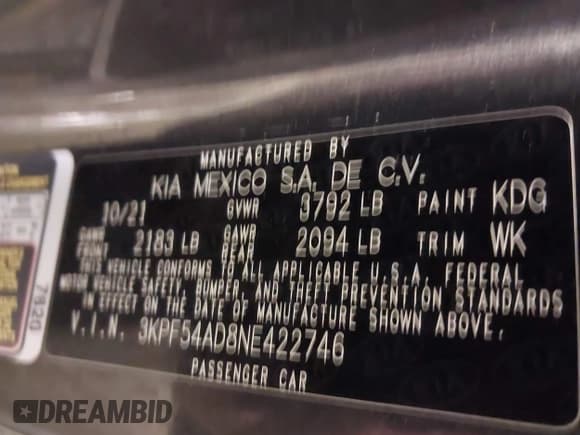 MANUFACTURED BY
KIA MEXICO S.A. DE C.V.
10/21 GVWR 3792 LB PAINT KDG
GAWR FRONT 2183 LB GAWR REAR 2094 LB TRIM WK
THIS VEHICLE CONFORMS TO ALL APPLICABLE U.S.A. FEDERAL
MOTOR VEHICLE SAFETY, BUMPER AND THEFT PREVENTION STANDARDS
IN EFFECT ON THE DATE OF MANUFACTURE SHOWN ABOVE.
V.I.N. 3KPF54AD8NE422746
PASSENGER CAR
7920
DREAMBID